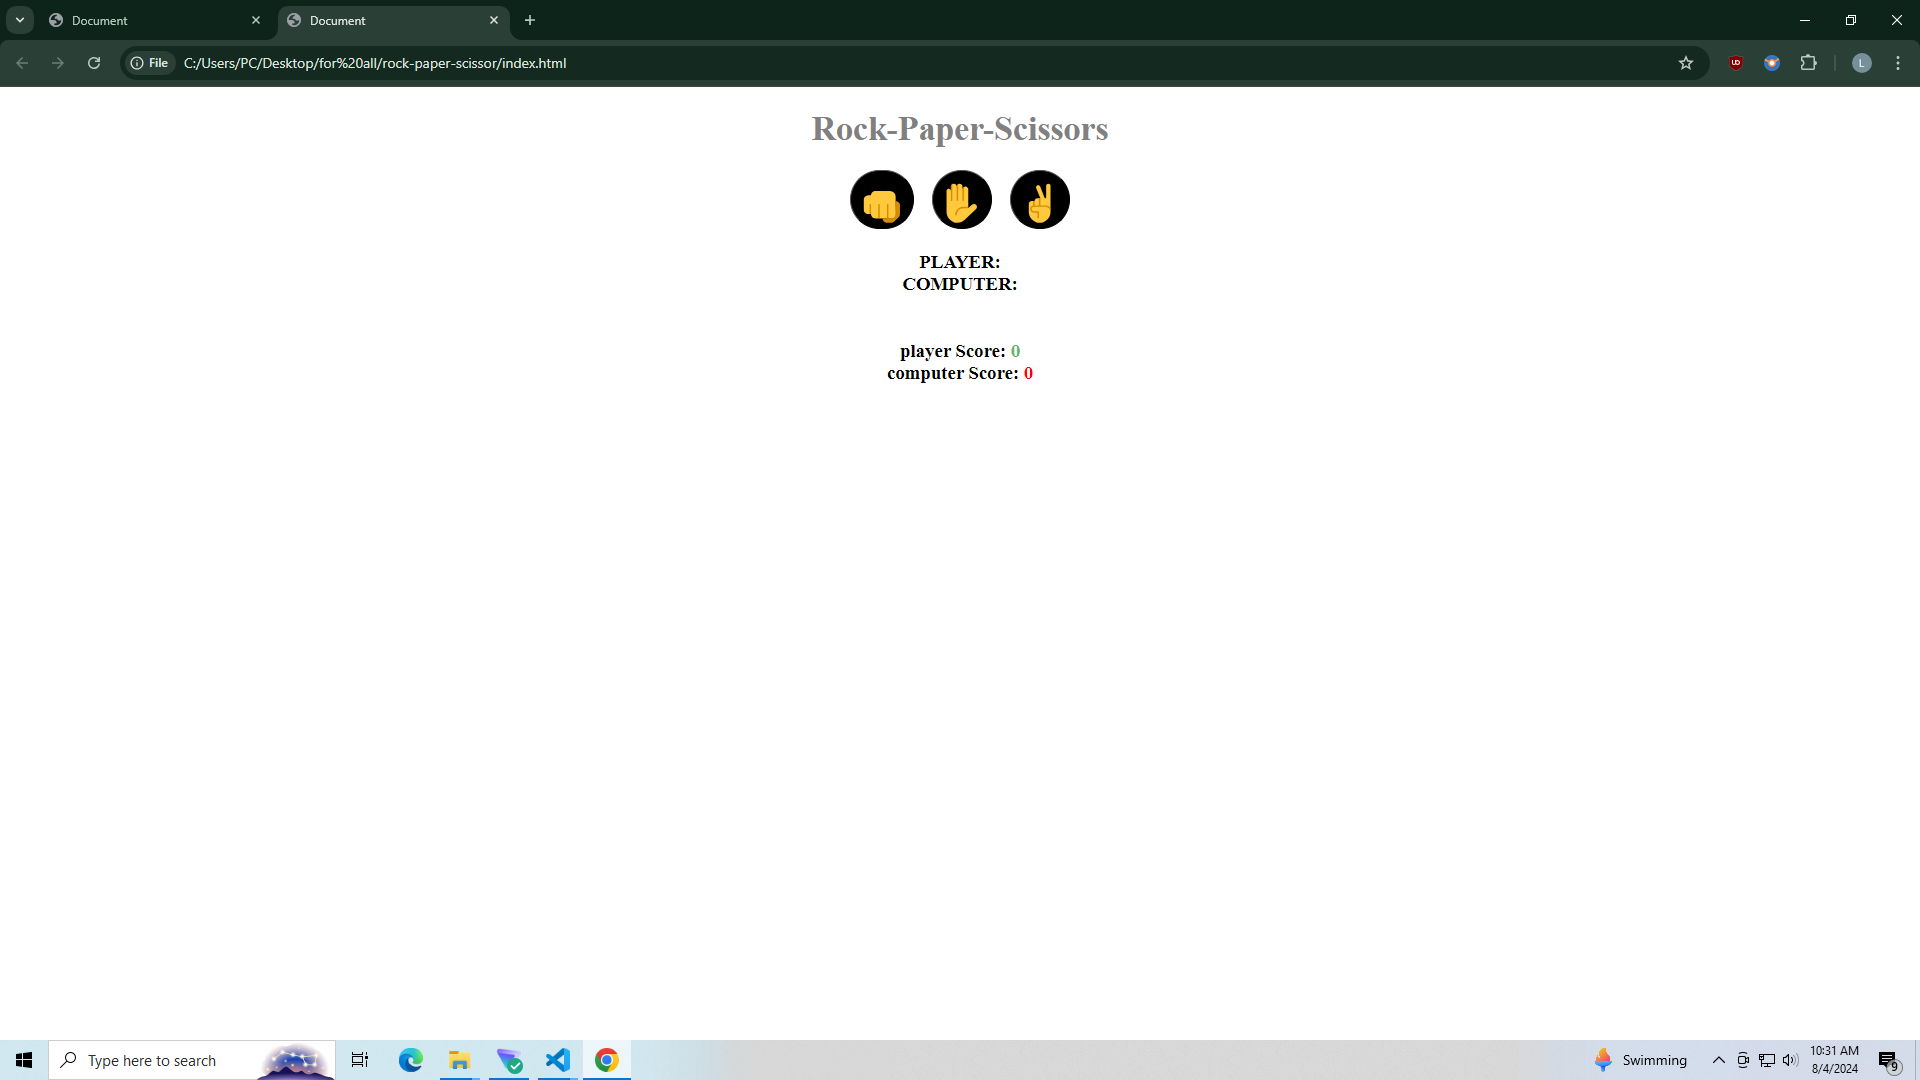 Document
Document
File
C:/Users/PC/Desktop/for%20all/rock-paper-scissor/index.html
L
Rock-Paper-Scissors
PLAYER:
COMPUTER:
player Score: 0
computer Score: 0
Type here to search
Swimming
10:31 AM
8/4/2024
9